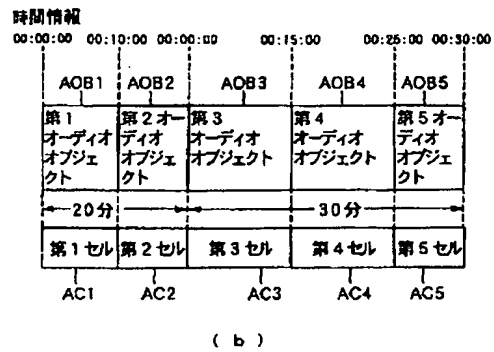 時間情報
00:00:00 00:10:00 00:00:00 00:15:00 00:25:00 00:30:00
AOB1 AOB2 AOB3 AOB4 AOB5
第1オーディオオブジェクト
第2オーディオオブジェクト
第3オーディオオブジェクト
第4オーディオオブジェクト
第5オーディオオブジェクト
20分 30分
第1セル 第2セル 第3セル 第4セル 第5セル
AC1 AC2 AC3 AC4 AC5
(b)